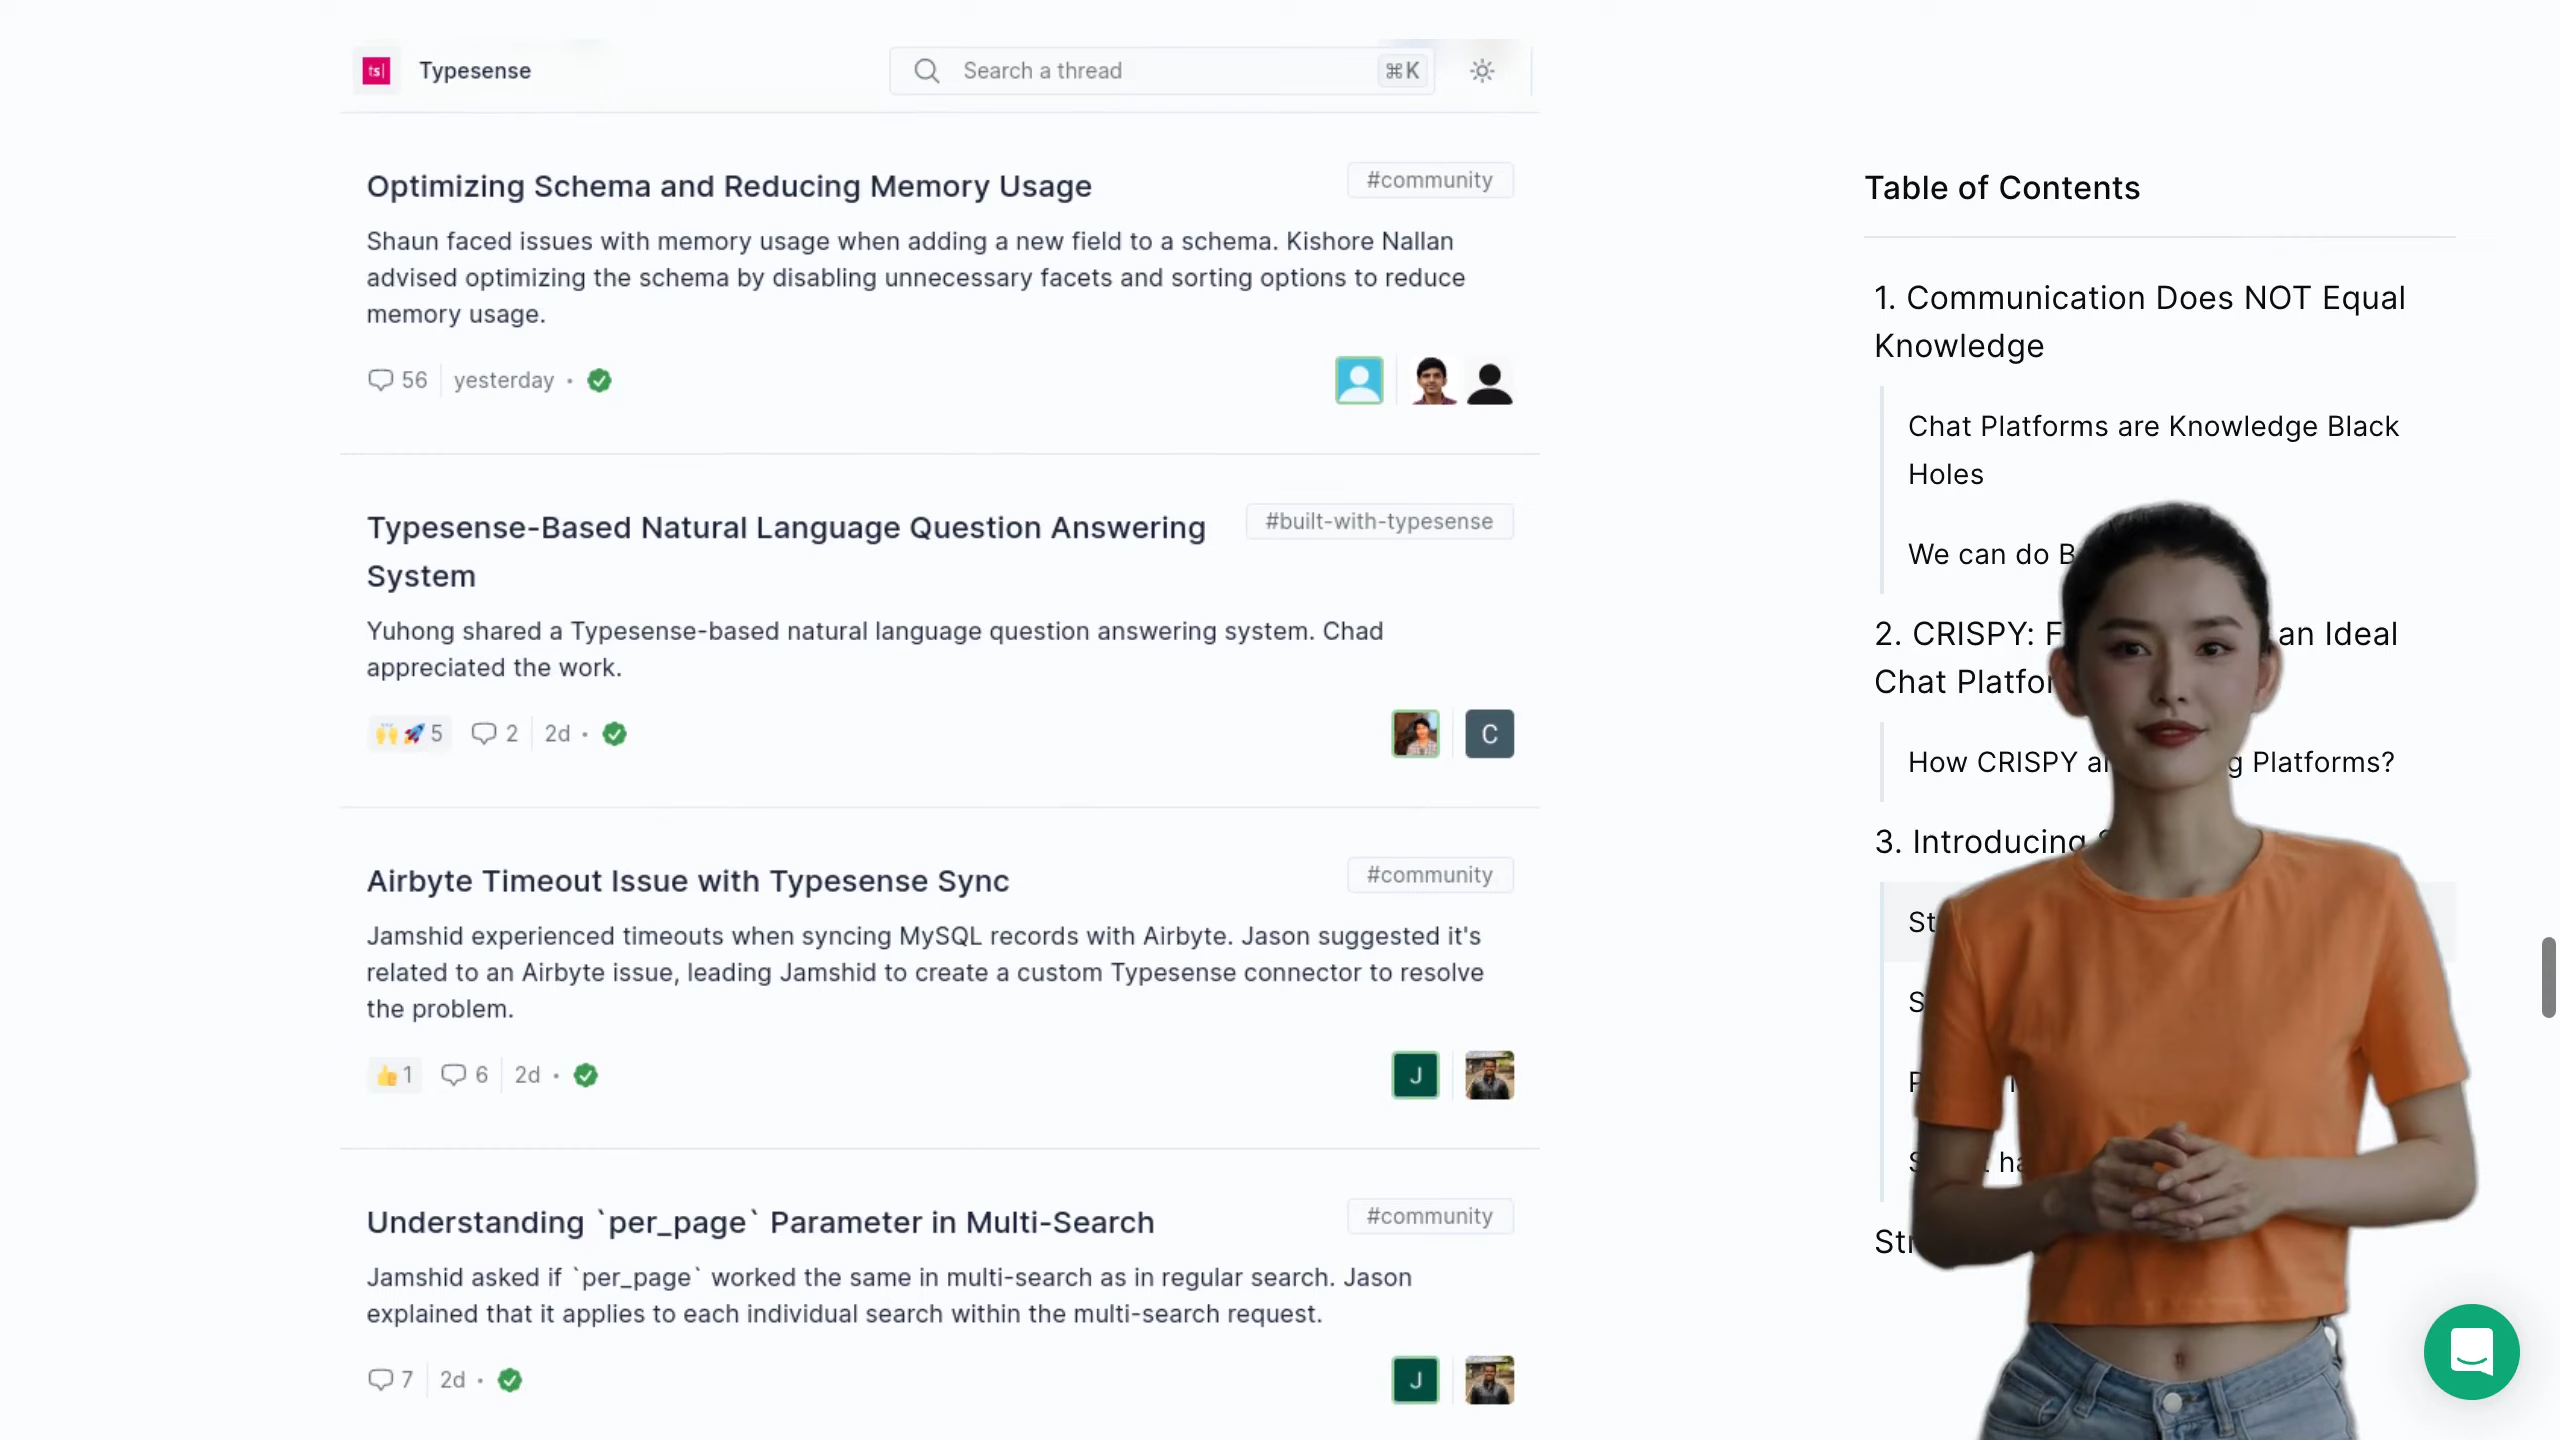 ts|
Typesense
Search a thread
⌘K
Optimizing Schema and Reducing Memory Usage
#community
Shaun faced issues with memory usage when adding a new field to a schema. Kishore Nallan
advised optimizing the schema by disabling unnecessary facets and sorting options to reduce
memory usage.
56
yesterday •
Typesense-Based Natural Language Question Answering
System
#built-with-typesense
Yuhong shared a Typesense-based natural language question answering system. Chad
appreciated the work.
5
2
2d •
C
Airbyte Timeout Issue with Typesense Sync
#community
Jamshid experienced timeouts when syncing MySQL records with Airbyte. Jason suggested it's
related to an Airbyte issue, leading Jamshid to create a custom Typesense connector to resolve
the problem.
1
6
2d •
J
Understanding `per_page` Parameter in Multi-Search
#community
Jamshid asked if `per_page` worked the same in multi-search as in regular search. Jason
explained that it applies to each individual search within the multi-search request.
7
2d •
J
Table of Contents
1. Communication Does NOT Equal
Knowledge
Chat Platforms are Knowledge Black
Holes
We can do
2. CRISPY: an Ideal
Chat
How CRISPY Platforms?
3. Introducing